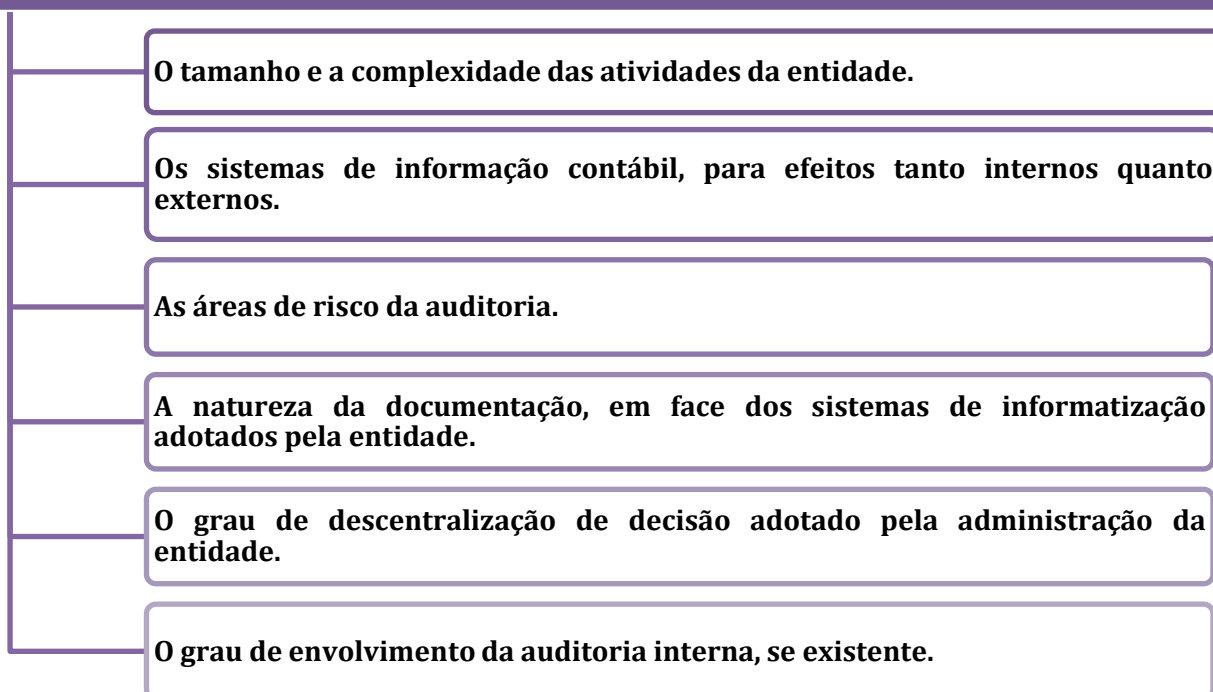 O tamanho e a complexidade das atividades da entidade.
Os sistemas de informação contábil, para efeitos tanto internos quanto
externos.
As áreas de risco da auditoria.
A natureza da documentação, em face dos sistemas de informatização
adotados pela entidade.
O grau de descentralização de decisão adotado pela administração da
entidade.
O grau de envolvimento da auditoria interna, se existente.